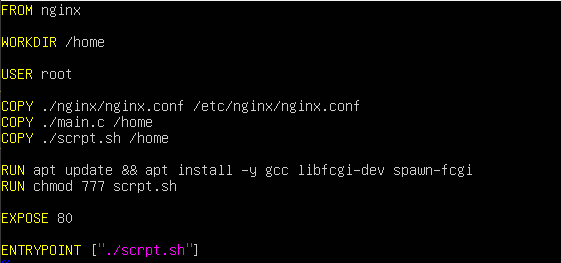 FROM nginx
WORKDIR /home
USER root
COPY ./nginx/nginx.conf /etc/nginx/nginx.conf
COPY ./main.c /home
COPY ./scrpt.sh /home
RUN apt update && apt install -y gcc libfcgi-dev spawn-fcgi
RUN chmod 777 scrpt.sh
EXPOSE 80
ENTRYPOINT ["./scrpt.sh"]